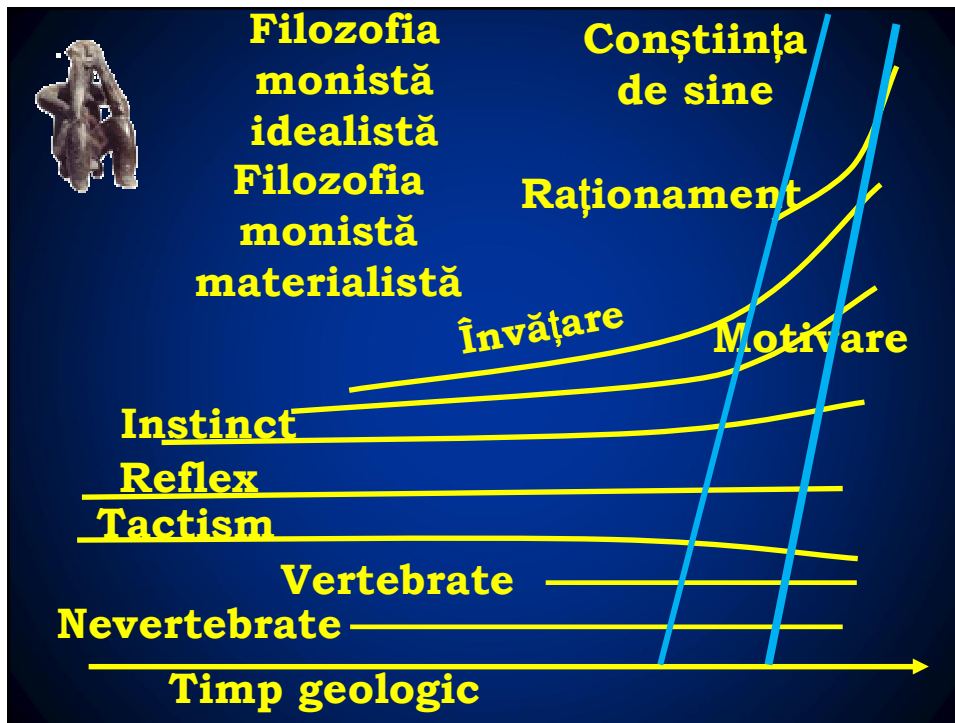 Filozofia
monistă
idealistă
Filozofia
monistă
materialistă
Conştiinţa
de sine
Raţionament
Învăţare
Motivare
Instinct
Reflex
Tactism
Vertebrate
Nevertebrate
Timp geologic